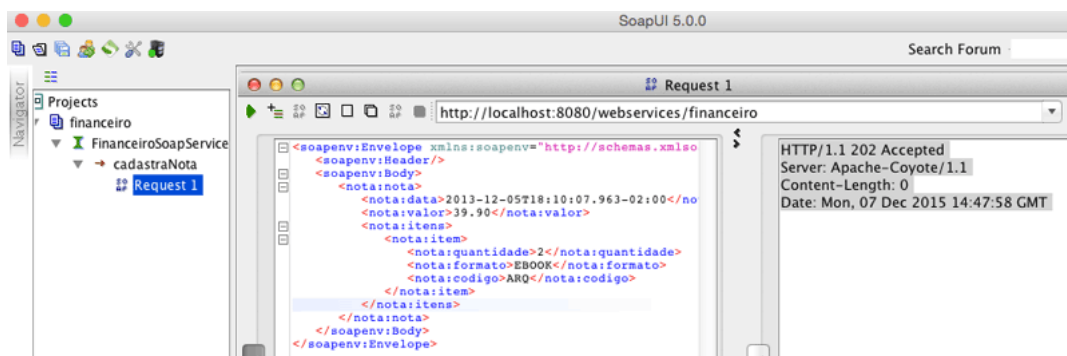 SoapUI 5.0.0
Search Forum
Navigator
Projects
financeiro
FinanceiroSoapService
cadastraNota
Request 1
Request 1
http://localhost:8080/webservices/financeiro
<soapenv:Envelope xmlns:soapenv="http://schemas.xmlso
<soapenv:Header/>
<soapenv:Body>
<nota:nota>
<nota:data>2013-12-05T18:10:07.963-02:00</no
<nota:valor>39.90</nota:valor>
<nota:itens>
<nota:item>
<nota:quantidade>2</nota:quantidade>
<nota:formato>EBOOK</nota:formato>
<nota:codigo>ARQ</nota:codigo>
</nota:item>
</nota:itens>
</nota:nota>
</soapenv:Body>
</soapenv:Envelope>
HTTP/1.1 202 Accepted
Server: Apache-Coyote/1.1
Content-Length: 0
Date: Mon, 07 Dec 2015 14:47:58 GMT